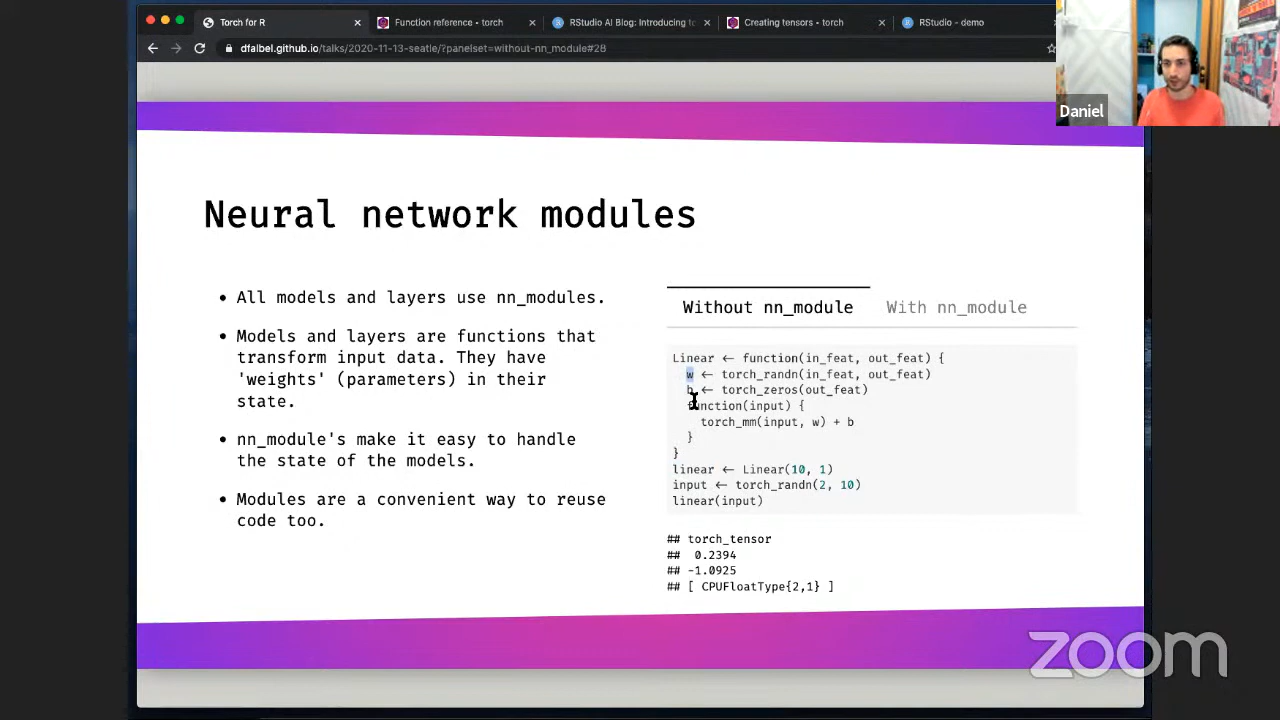 Torch for R
Function reference • torch
RStudio AI Blog: Introducing to
Creating tensors • torch
RStudio - demo
dfalbel.github.io/talks/2020-11-13-seatle/?panelset=without-nn_module#28
Daniel
Neural network modules
• All models and layers use nn_modules.
• Models and layers are functions that
transform input data. They have
'weights' (parameters) in their
state.
• nn_module's make it easy to handle
the state of the models.
• Modules are a convenient way to reuse
code too.
Without nn_module
With nn_module
Linear <- function(in_feat, out_feat) {
w <- torch_randn(in_feat, out_feat)
b <- torch_zeros(out_feat)
function(input) {
torch_mm(input, w) + b
}
}
linear <- Linear(10, 1)
input <- torch_randn(2, 10)
linear(input)
## torch_tensor
## 0.2394
## -1.0925
## [ CPUFloatType{2,1} ]
zoom